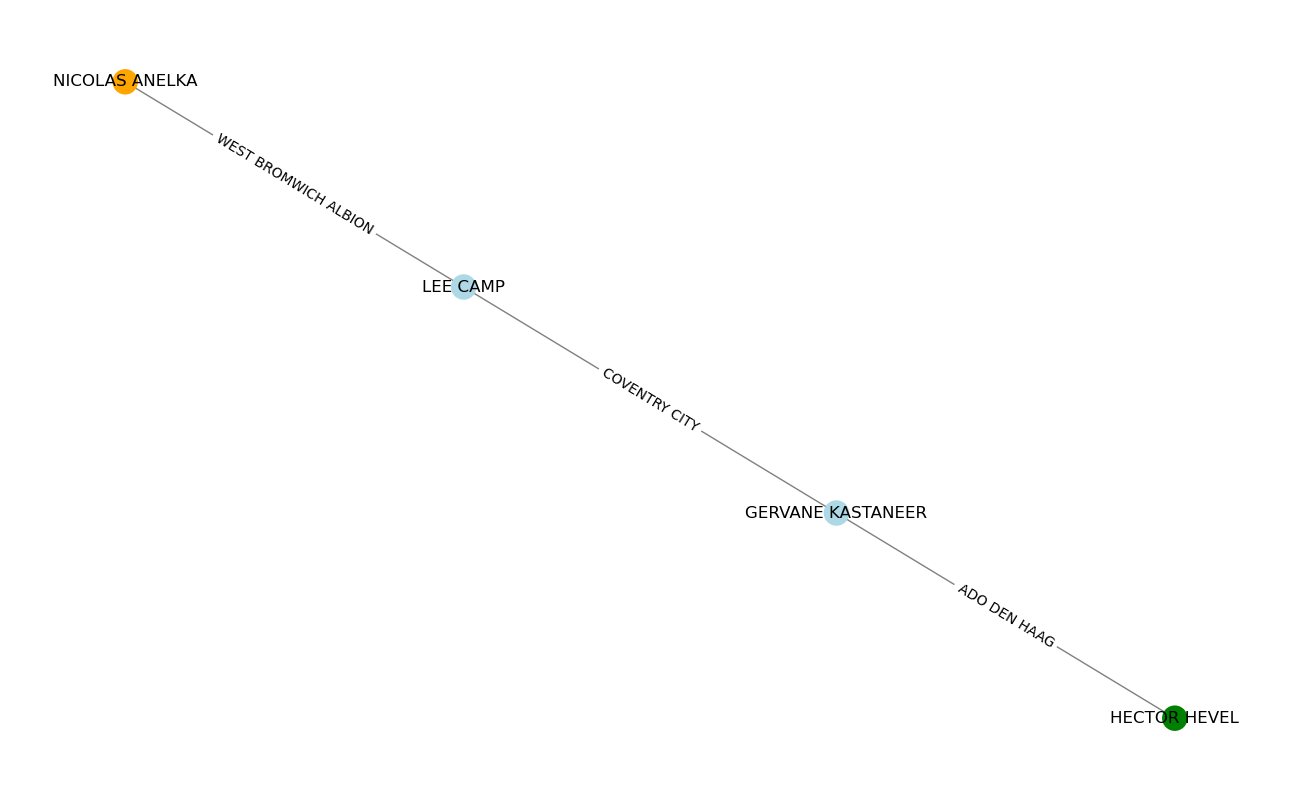 NICOLAS ANELKA
WEST BROMWICH ALBION
LEE CAMP
COVENTRY CITY
GERVANE KASTANEER
ADO DEN HAAG
HECTOR HEVEL